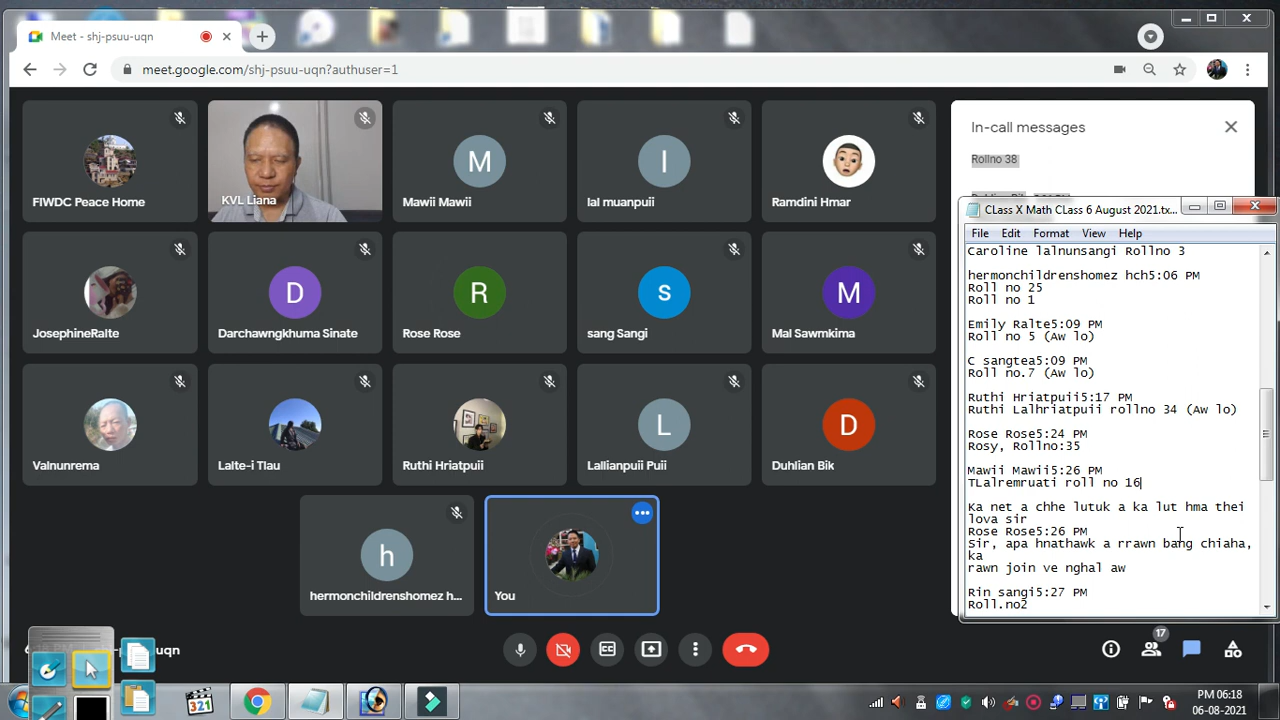 Meet - shj-psuu-uqn
meet.google.com/shj-psuu-uqn?authuser=1
FIWDC Peace Home
KVL Liana
M
Mawii Mawii
l
lal muanpuii
Ramdini Hmar
JosephineRalte
D
Darchawngkhuma Sinate
R
Rose Rose
s
sang Sangi
M
Mal Sawmkima
Valnunrema
Lalte-i Tlau
Ruthi Hriatpuii
L
Lallianpuii Puii
D
Duhlian Bik
h
hermonchildrenshomez h...
You
In-call messages
Rollno 38
CLass X Math CLass 6 August 2021.tx...
File Edit Format View Help
Caroline lalnunsangi Rollno 3
hermonchildrenshomez hch5:06 PM
Roll no 25
Roll no 1
Emily Ralte5:09 PM
Roll no 5 (Aw lo)
C sangtea5:09 PM
Roll no.7 (Aw lo)
Ruthi Hriatpuii5:17 PM
Ruthi Lalhriatpuii rollno 34 (Aw lo)
Rose Rose5:24 PM
Rosy, Rollno:35
Mawii Mawii5:26 PM
TLalremruati roll no 16
Ka net a chhe lutuk a ka lut hma thei
lova sir
Rose Rose5:26 PM
Sir, apa hnathawk a rrawn bang chiaha,
ka
rawn join ve nghal aw
Rin sangi5:27 PM
Roll.no2
17
-psuu-uqn
321
PM 06:18
06-08-2021